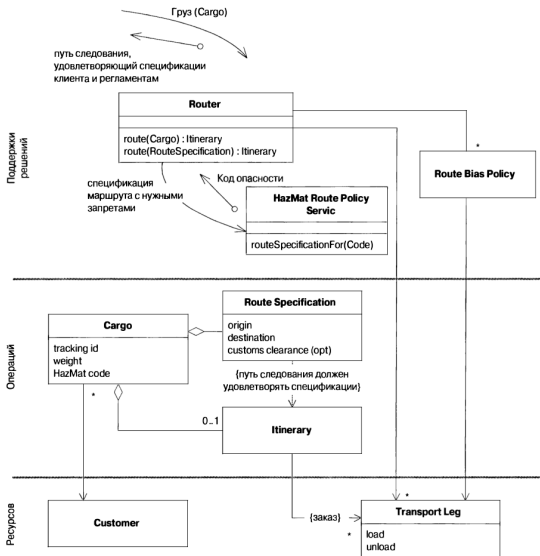 Груз (Cargo)
путь следования,
удовлетворяющий спецификации
клиента и регламентам
Router
route(Cargo) : Itinerary
route(RouteSpecification) : Itinerary
*
Route Bias Policy
Поддержки
решений
спецификация
маршрута с нужными
запретами
Код опасности
HazMat Route Policy
Servic
routeSpecificationFor(Code)
Операций
Route Specification
origin
destination
customs clearance (opt)
Cargo
tracking id
weight
HazMat code
{путь следования должен
удовлетворять спецификации}
*
0..1
Itinerary
Ресурсов
Customer
{заказ}
*
*
Transport Leg
load
unload